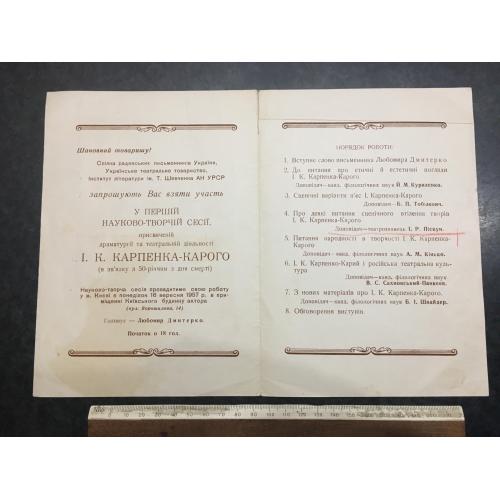 Шановний товаришу!
Спілка радянських письменників України,
Українське театральне товариство,
Інститут літератури ім. Т. Шевченка АН УРСР
запрошують Вас взяти участь
У ПЕРШІЙ
НАУКОВО-ТВОРЧІЙ СЕСІЇ,
присвяченій
драматургії та театральній діяльності
І. К. КАРПЕНКА-КАРОГО
(в зв'язку з 50-річчям з дня смерті)
Науково-творча сесія провадитиме свою роботу
у м. Києві в понеділок 16 вересня 1957 р. в при-
міщенні Київського будинку актора
(вул. Ворошилова, 14)
Головує — Любомир Дмитерко.
Початок о 18 год.
ПОРЯДОК РОБОТИ:
1. Вступне слово письменника Любомира Дмитерко
2. До питання про етичні й естетичні погляди
І. К. Карпенка-Карого
Доповідач—канд. філологічних наук Й. М. Куриленко.
3. Сценічні варіанти п'єс І. К. Карпенка-Карого
Доповідач— Б. П. Тобілевич.
4. Про деякі питання сценічного втілення творів
І. К. Карпенка-Карого
Доповідач—театрознавець І. Р. Піскун.
5. Питання народності в творчості І. К. Карпенка-
Карого
Доповідач—канд. філологічних наук А. М. Кінько.
6. І. К. Карпенко-Карий і російська театральна куль-
тура
Доповідач—канд. філологічних наук
В. С. Сахновський-Панкеєв.
7. З нових матеріалів про І. К. Карпенка-Карого
Доповідач—канд. філологічних наук Б. І. Шнайдер.
8. Обговорення виступів.